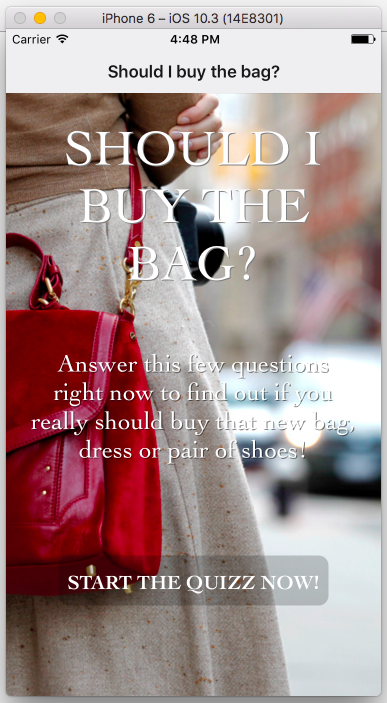 iPhone 6 – iOS 10.3 (14E8301)
Carrier 4:48 PM
Should I buy the bag?
SHOULD I
BUY THE
BAG?
Answer this few questions
right now to find out if you
really should buy that new bag,
dress or pair of shoes!
START THE QUIZZ NOW!